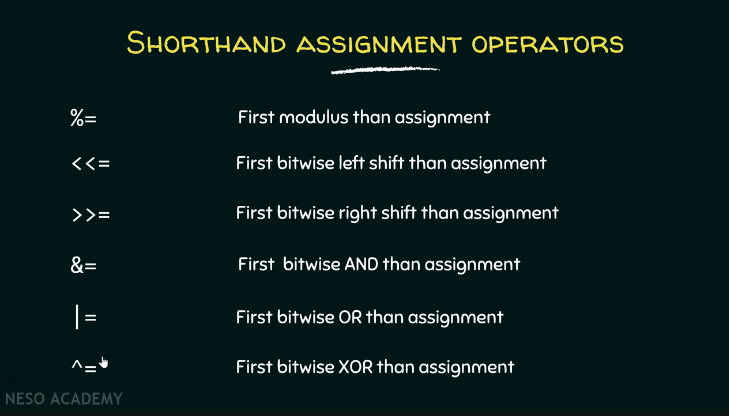 SHORTHAND ASSIGNMENT OPERATORS
%= First modulus than assignment
<<= First bitwise left shift than assignment
>>= First bitwise right shift than assignment
&= First bitwise AND than assignment
|= First bitwise OR than assignment
^= First bitwise XOR than assignment
NESO ACADEMY